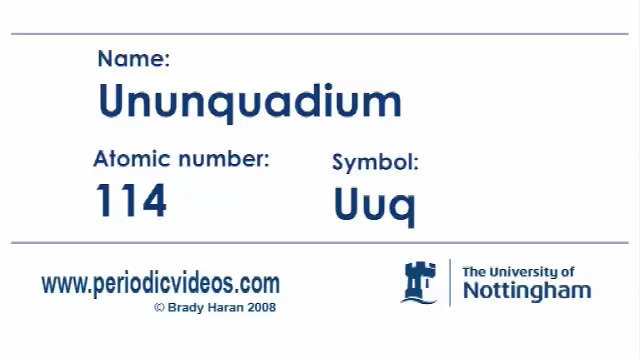 Name:
Ununquadium
Atomic number:
Symbol:
114
Uuq
www.periodicvideos.com
© Brady Haran 2008
The University of
Nottingham